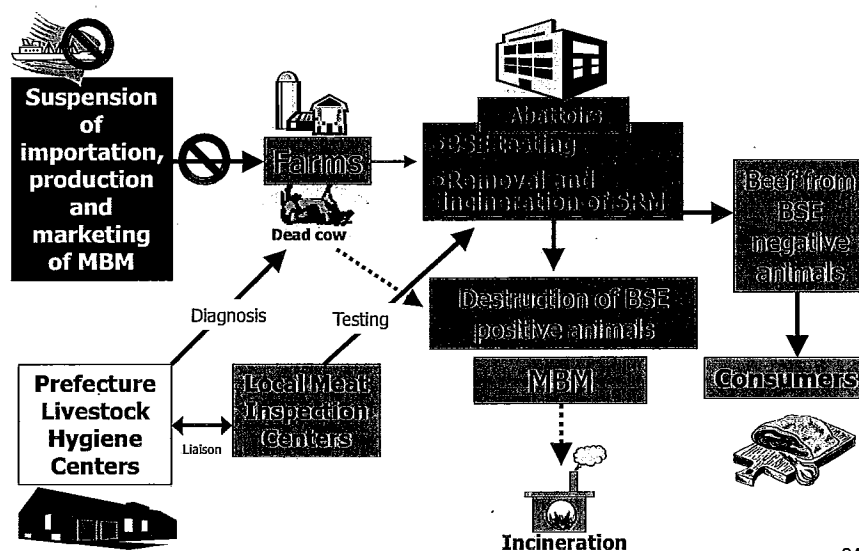 Suspension
of
importation,
production
and
marketing
of MBM
Farms
Dead cow
Abattoirs
•BSE testing
•Removal and
incineration of SRM
Beef from
BSE
negative
animals
Diagnosis
Testing
Destruction of BSE
positive animals
MBM
Consumers
Prefecture
Livestock
Hygiene
Centers
Liaison
Local Meat
Inspection
Centers
Incineration